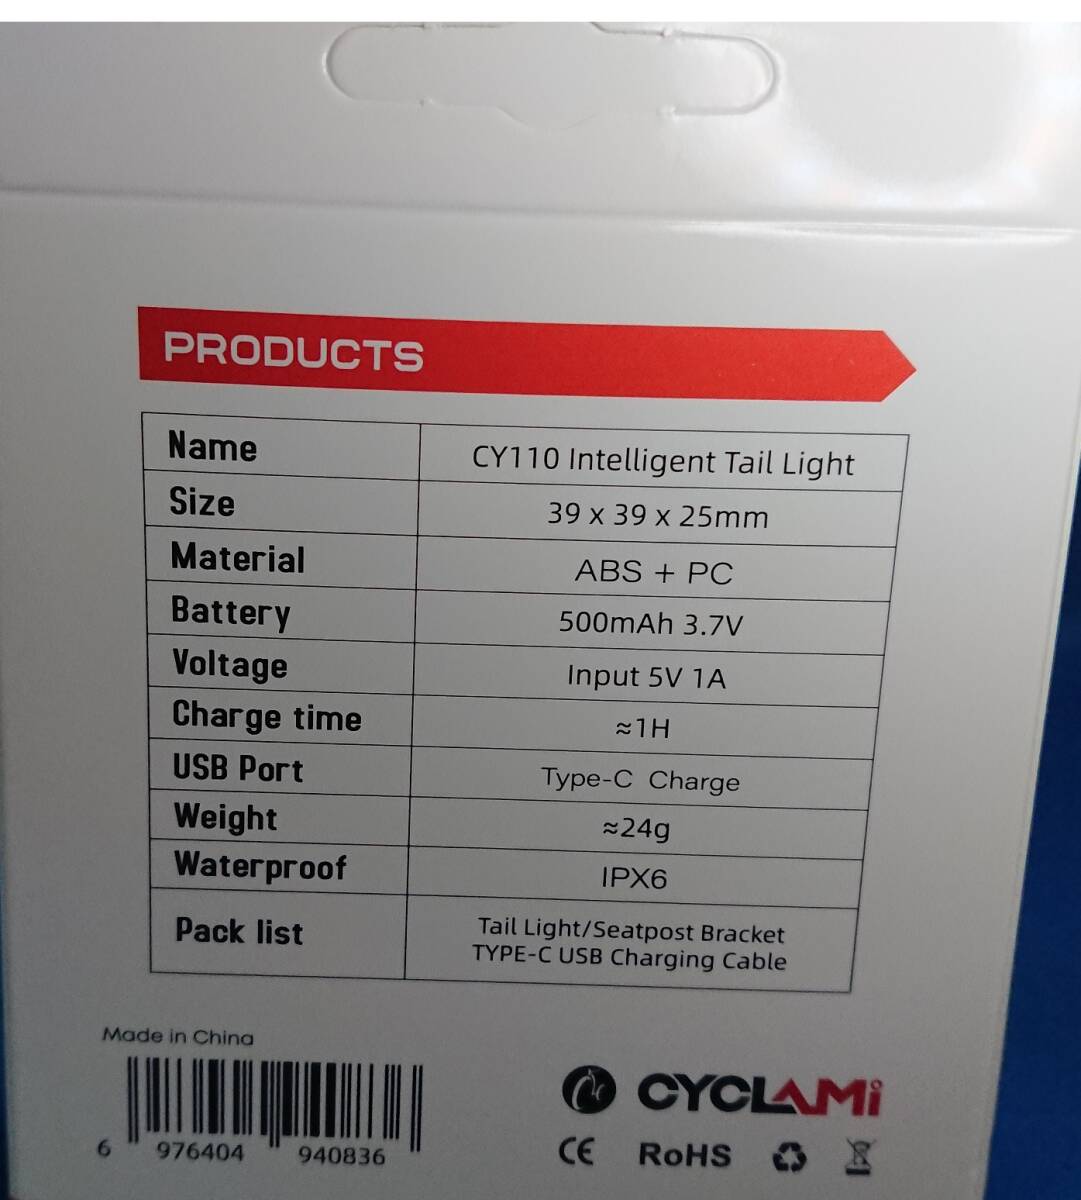 PRODUCTS
Name CY110 Intelligent Tail Light
Size 39 x 39 x 25mm
Material ABS + PC
Battery 500mAh 3.7V
Voltage Input 5V 1A
Charge time ≈1H
USB Port Type-C Charge
Weight ≈24g
Waterproof IPX6
Pack list Tail Light/Seatpost Bracket
TYPE-C USB Charging Cable
Made in China
6 976404 940836
CYCLAMi
CE RoHS